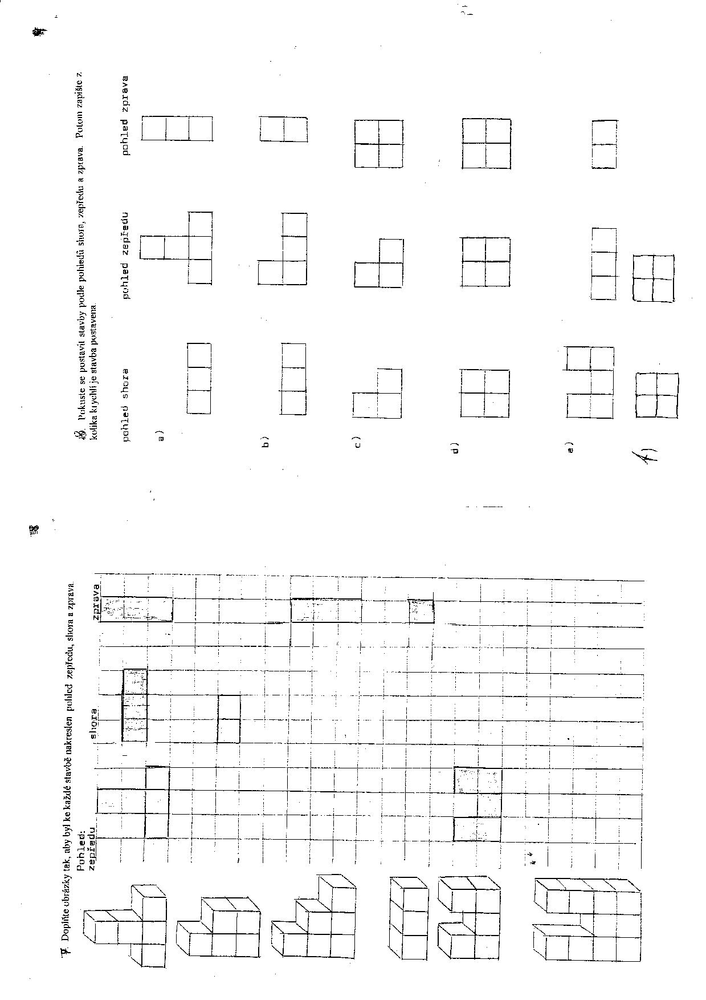 7. Doplňte obrázky tak, aby byl ke každé stavbě nakreslen pohled zepředu, shora a zprava.
Pohled:
zepředu shora zprava
Pokuste se postavit stavby podle pohledů shora, zepředu a zprava. Potom zapište z
kolika krychlí je stavba postavena.
pohled shora pohled zepředu pohled zprava
a)
b)
c)
d)
e)
f)